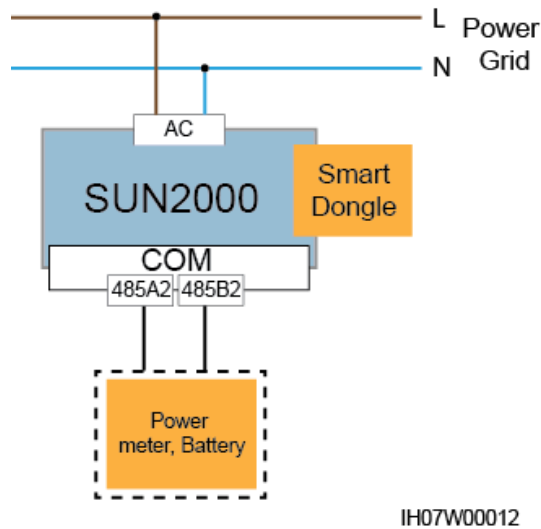 L
Power
Grid
N
AC
Smart
Dongle
SUN2000
COM
485A2
485B2
Power
meter, Battery
IH07W00012